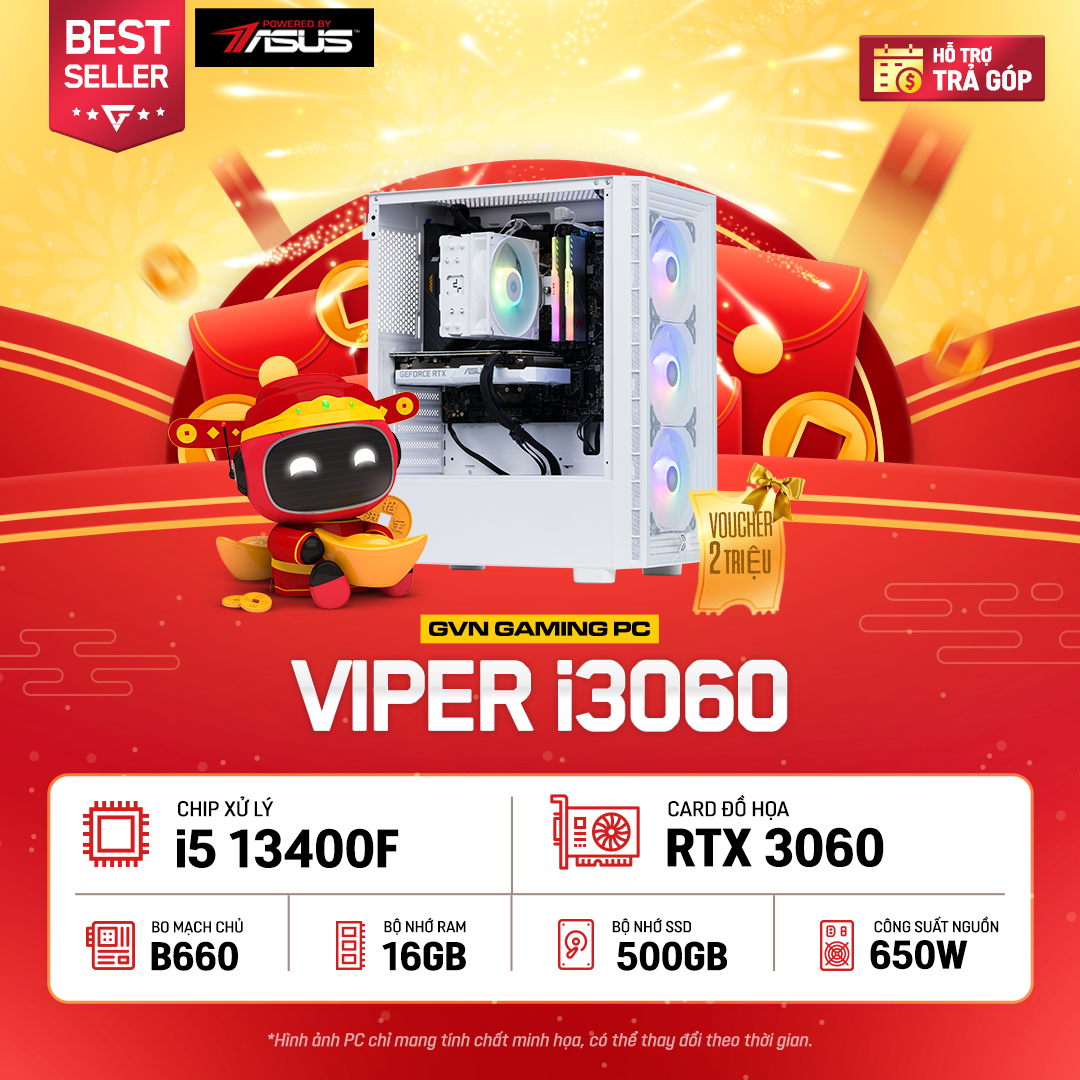 BEST
SELLER
POWERED BY
ASUS
HỖ TRỢ
TRẢ GÓP
GEFORCE RTX
VOUCHER
2 TRIỆU
GVN GAMING PC
VIPER i3060
CHIP XỬ LÝ
i5 13400F
CARD ĐỒ HỌA
RTX 3060
BO MẠCH CHỦ
B660
BỘ NHỚ RAM
16GB
BỘ NHỚ SSD
500GB
CÔNG SUẤT NGUỒN
650W
*Hình ảnh PC chỉ mang tính chất minh họa, có thể thay đổi theo thời gian.